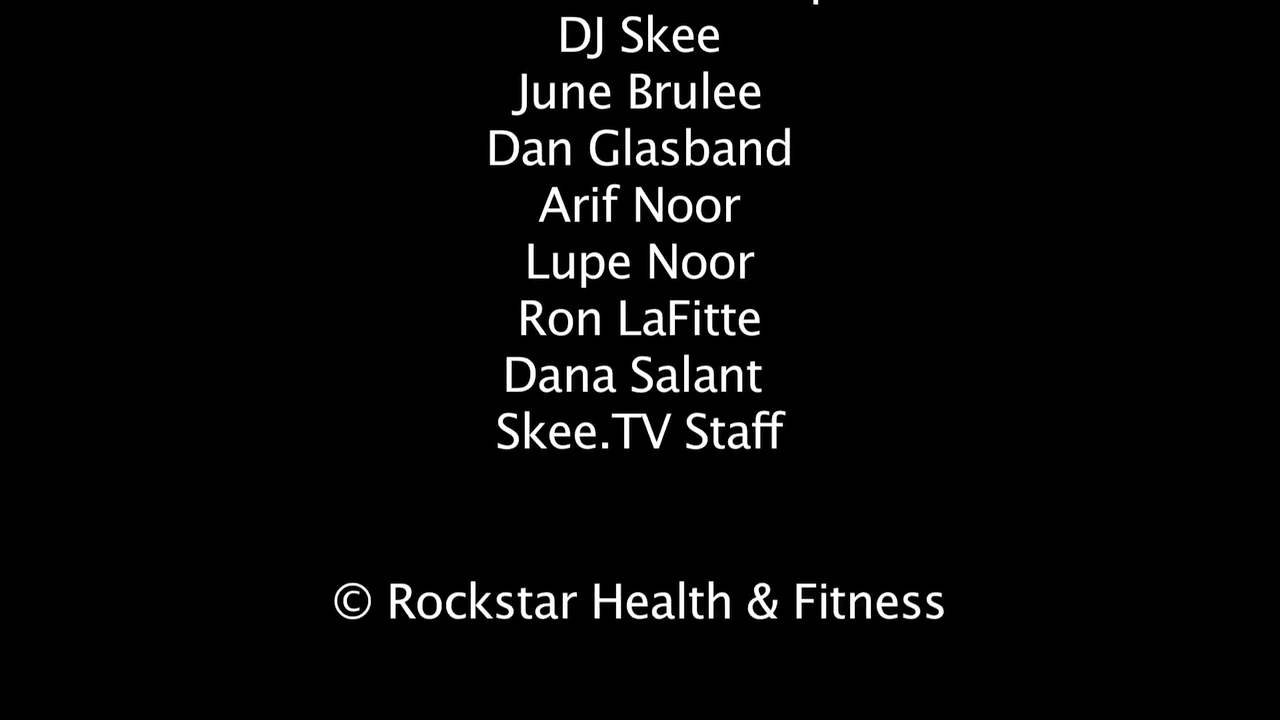 DJ Skee
June Brulee
Dan Glasband
Arif Noor
Lupe Noor
Ron LaFitte
Dana Salant
Skee.TV Staff
© Rockstar Health & Fitness